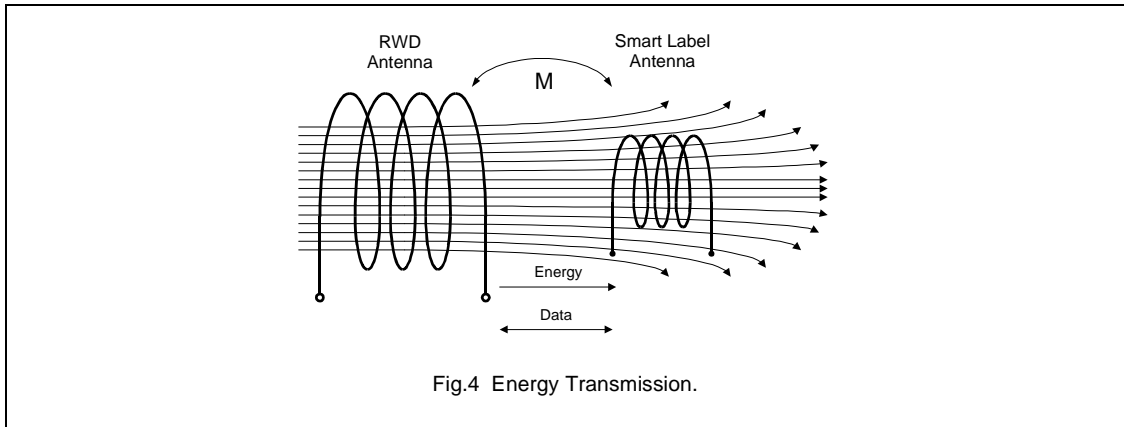 RWD
Antenna
Smart Label
Antenna
M
Energy
Data
Fig.4 Energy Transmission.